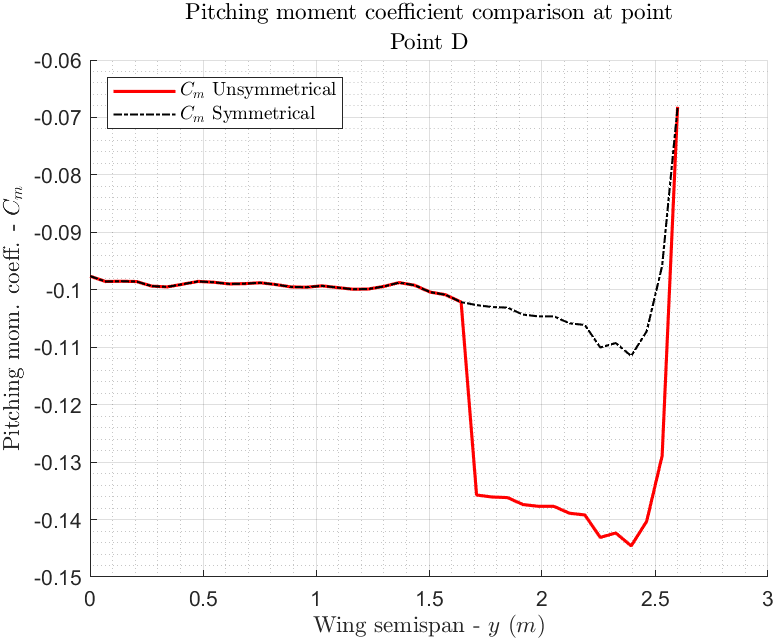 Pitching moment coefficient comparison at point
Point D
-0.06
C_m Unsymmetrical
C_m Symmetrical
-0.07
-0.08
-0.09
-0.1
-0.11
-0.12
-0.13
-0.14
-0.15
Pitching mom. coeff. - C_m
0 0.5 1 1.5 2 2.5 3
Wing semispan - y (m)